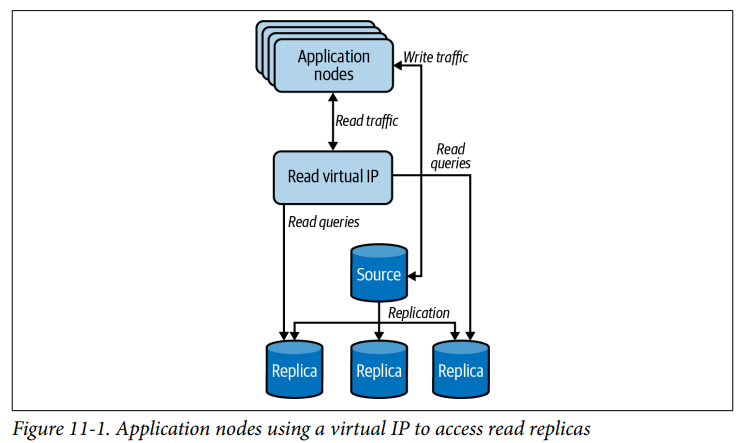 Application
nodes
Write traffic
Read traffic
Read
queries
Read virtual IP
Read queries
Source
Replication
Replica
Replica
Replica
Figure 11-1. Application nodes using a virtual IP to access read replicas